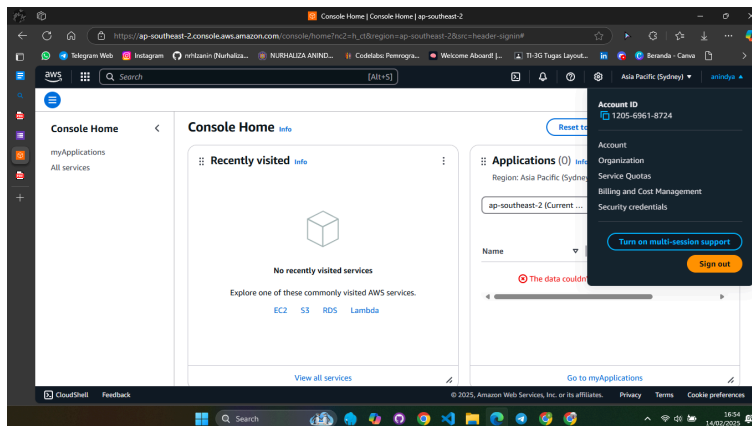 Console Home | Console Home | ap-southeast-2
https://ap-southeast-2.console.aws.amazon.com/console/home?nc2=h_ct&region=ap-southeast-2&src=header-signin#
Telegram Web
Instagram
nrhlzanin (Nurhaliza...
NURHALIZA ANIND...
Codelabs: Pemrogra...
Welcome Aboard! |...
TI-3G Tugas Layout...
Beranda - Canva
aws
Search
[Alt+S]
Asia Pacific (Sydney)
anindya
Console Home
myApplications
All services
Console Home Info
Reset to
Recently visited Info
No recently visited services
Explore one of these commonly visited AWS services.
EC2 S3 RDS Lambda
View all services
Applications (0) Info
Region: Asia Pacific (Sydney
ap-southeast-2 (Current ...
Name
The data couldn'
Go to myApplications
Account ID
1205-6961-8724
Account
Organization
Service Quotas
Billing and Cost Management
Security credentials
Turn on multi-session support
Sign out
CloudShell
Feedback
© 2025, Amazon Web Services, Inc. or its affiliates.
Privacy
Terms
Cookie preferences
Search
16:54
14/02/2025